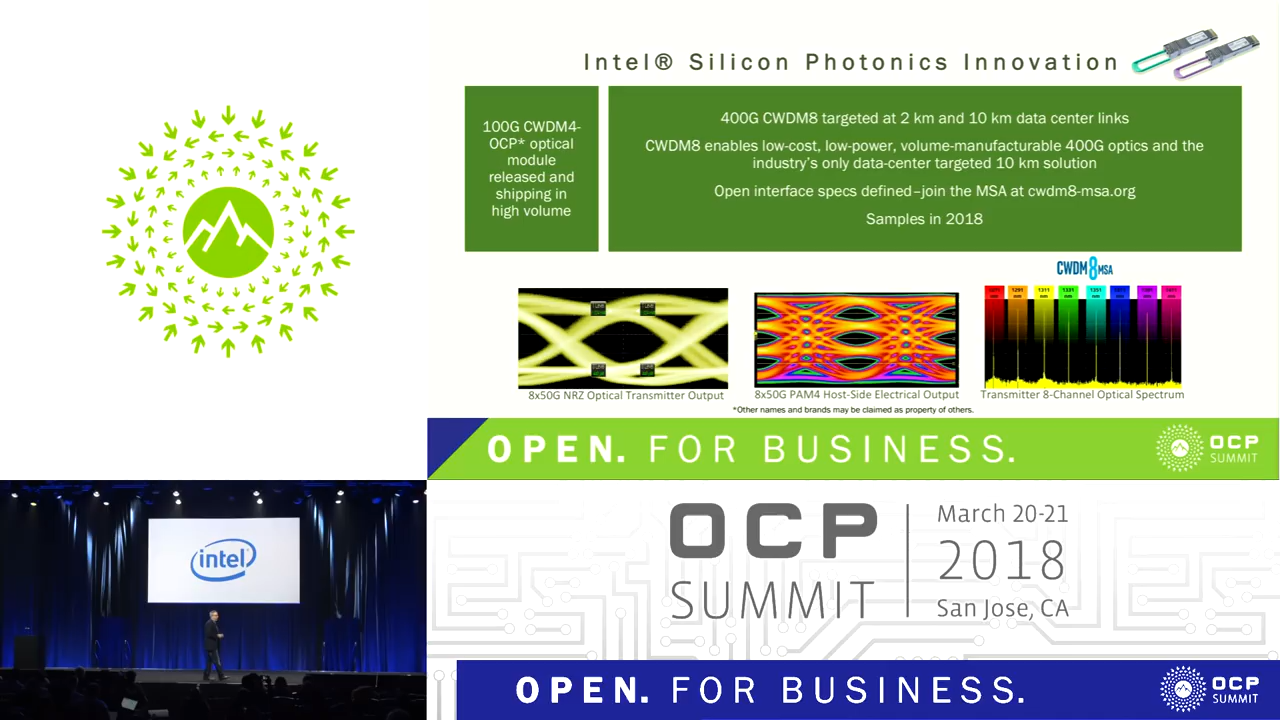 Intel® Silicon Photonics Innovation
100G CWDM4-
OCP* optical
module
released and
shipping in
high volume
400G CWDM8 targeted at 2 km and 10 km data center links
CWDM8 enables low-cost, low-power, volume-manufacturable 400G optics and the
industry's only data-center targeted 10 km solution
Open interface specs defined–join the MSA at cwdm8-msa.org
Samples in 2018
CWDM8 MSA
1291 nm
1311 nm
1331 nm
1351 nm
8x50G NRZ Optical Transmitter Output
8x50G PAM4 Host-Side Electrical Output
Transmitter 8-Channel Optical Spectrum
*Other names and brands may be claimed as property of others.
OPEN. FOR BUSINESS.
OCP
SUMMIT
intel
OCP
SUMMIT
March 20-21
2018
San Jose, CA
OPEN. FOR BUSINESS.
OCP
SUMMIT